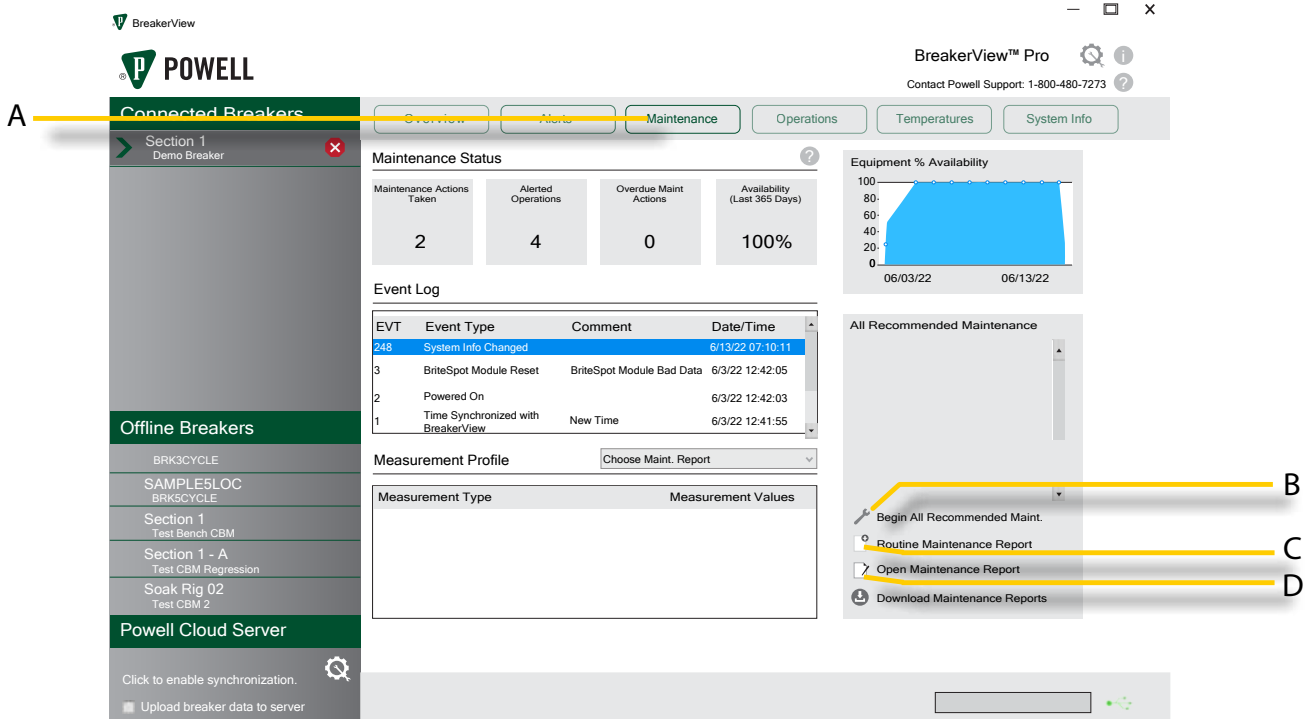 BreakerView
POWELL
BreakerView™ Pro
Contact Powell Support: 1-800-480-7273
A
Connected Breakers
Overview
Alerts
Maintenance
Operations
Temperatures
System Info
Section 1
Demo Breaker
Maintenance Status
Maintenance Actions
Taken
2
Alerted
Operations
4
Overdue Maint
Actions
0
Availability
(Last 365 Days)
100%
Equipment % Availability
100
80
60
40
20
0
06/03/22
06/13/22
Event Log
EVT Event Type Comment Date/Time
248 System Info Changed 6/13/22 07:10:11
3 BriteSpot Module Reset BriteSpot Module Bad Data 6/3/22 12:42:05
2 Powered On 6/3/22 12:42:03
1 Time Synchronized with New Time 6/3/22 12:41:55
BreakerView
All Recommended Maintenance
Offline Breakers
BRK3CYCLE
SAMPLE5LOC
BRK5CYCLE
Section 1
Test Bench CBM
Section 1 - A
Test CBM Regression
Soak Rig 02
Test CBM 2
Measurement Profile
Choose Maint. Report
Measurement Type Measurement Values
B
Begin All Recommended Maint.
Routine Maintenance Report
C
Open Maintenance Report
D
Download Maintenance Reports
Powell Cloud Server
Click to enable synchronization.
Upload breaker data to server